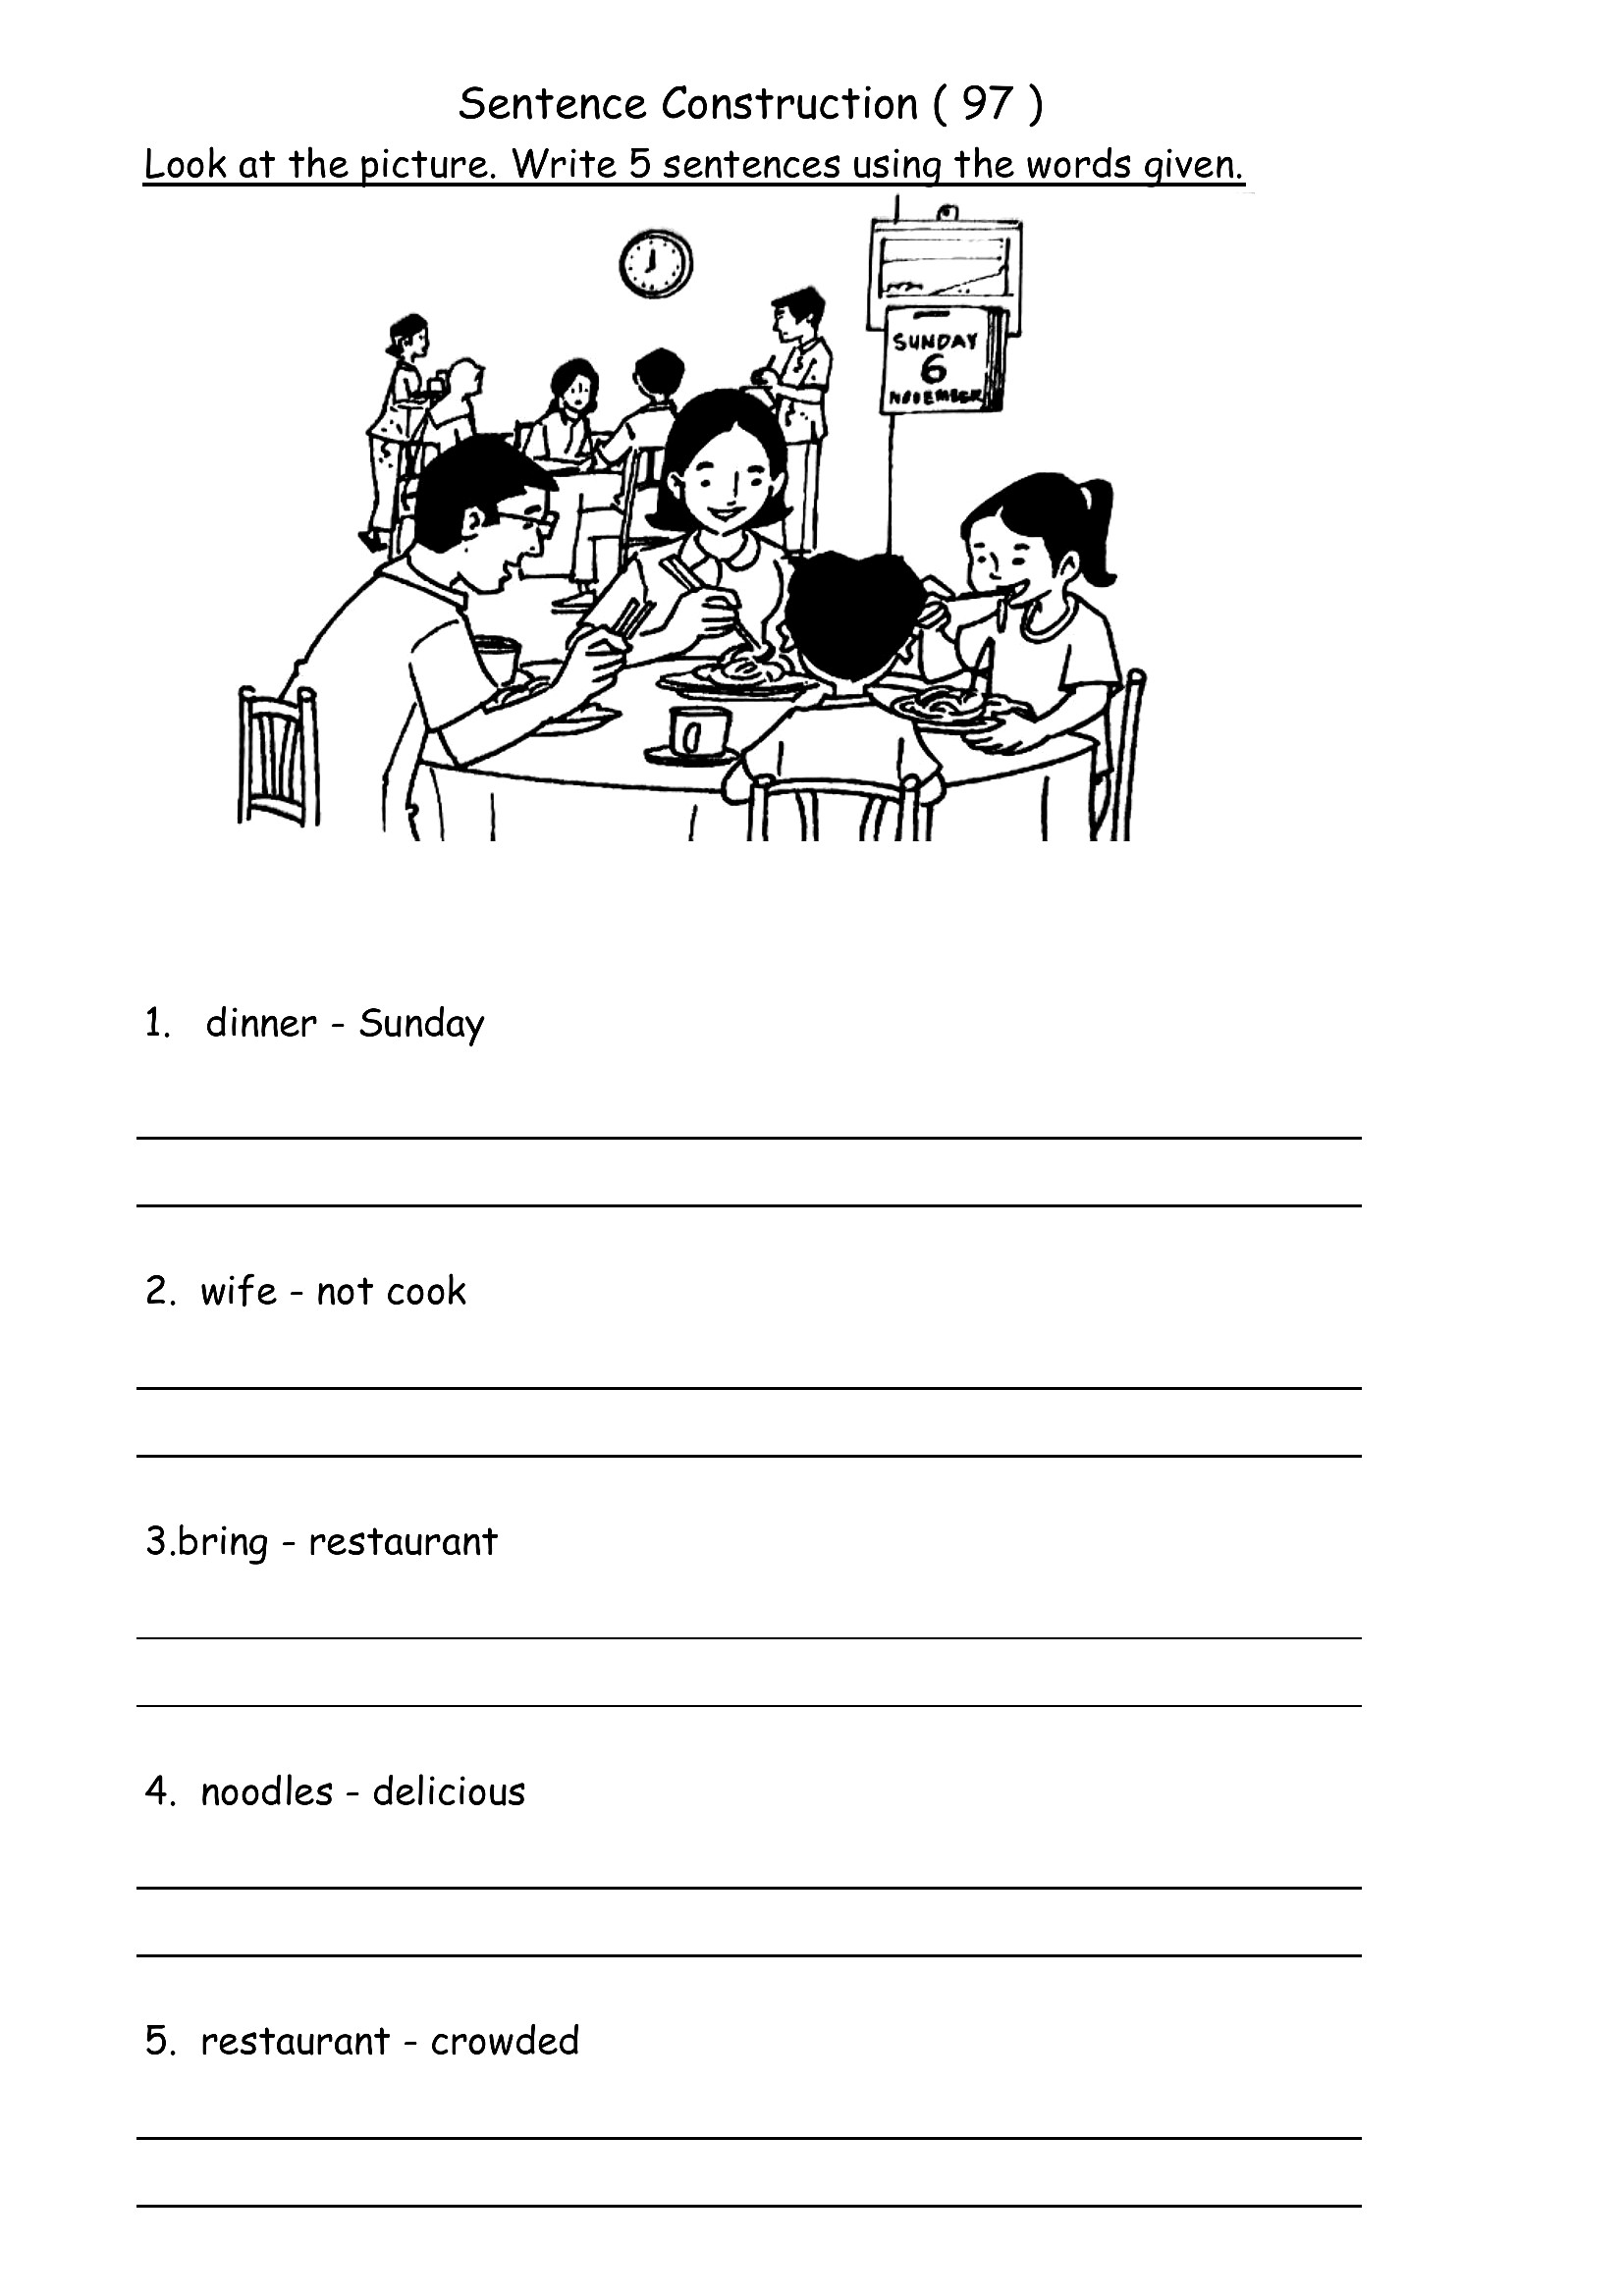 Sentence Construction ( 97 )
Look at the picture. Write 5 sentences using the words given.
SUNDAY
6
NOVEMBER
1. dinner - Sunday
2. wife - not cook
3.bring - restaurant
4. noodles - delicious
5. restaurant - crowded